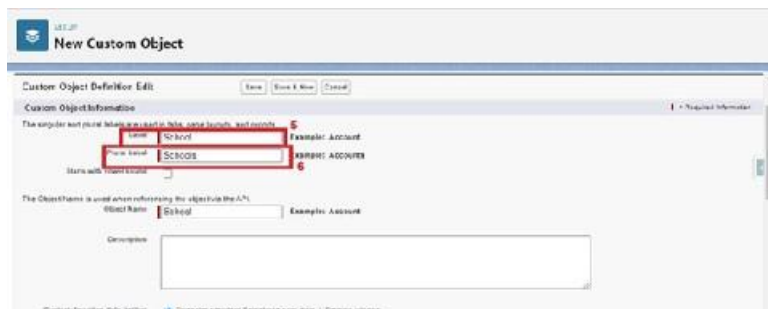 SETUP
New Custom Object
Custom Object Definition Edit
Save
Save & New
Cancel
Custom Object Information
= Required Information
The singular and plural labels are used in tabs, page layouts, and reports.
5
Label
School
Example: Account
Plural Label
Schools
Example: Accounts
6
Starts with vowel sound
The Object Name is used when referencing the object via the API.
Object Name
School
Example: Account
Description